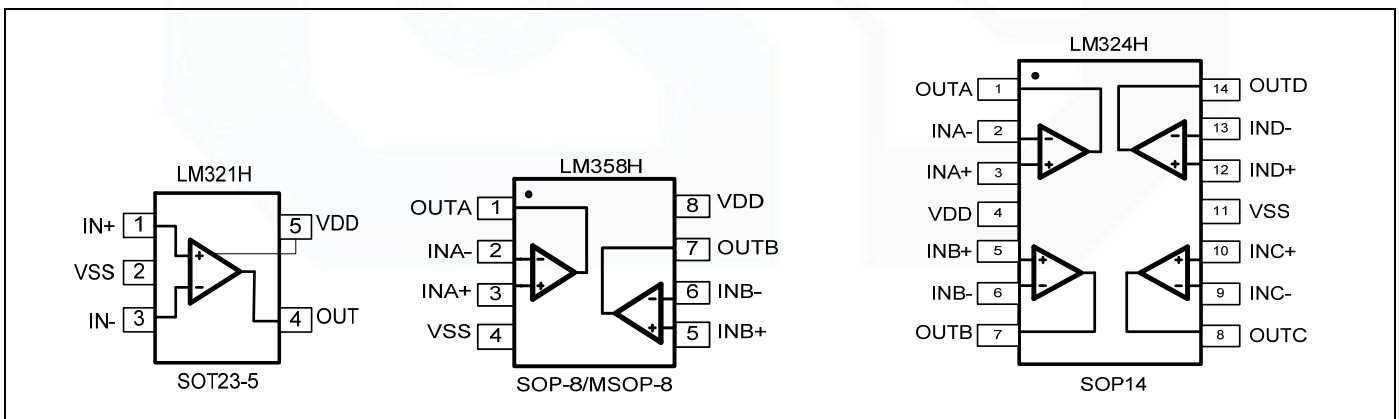 LM321H
IN+ 1
VSS 2
IN- 3
5 VDD
4 OUT
+
-
SOT23-5
LM358H
OUTA 1
INA- 2
INA+ 3
VSS 4
8 VDD
7 OUTB
6 INB-
5 INB+
-
+
-
+
SOP-8/MSOP-8
LM324H
OUTA 1
INA- 2
INA+ 3
VDD 4
INB+ 5
INB- 6
OUTB 7
14 OUTD
13 IND-
12 IND+
11 VSS
10 INC+
9 INC-
8 OUTC
-
+
-
+
+
-
+
-
SOP14